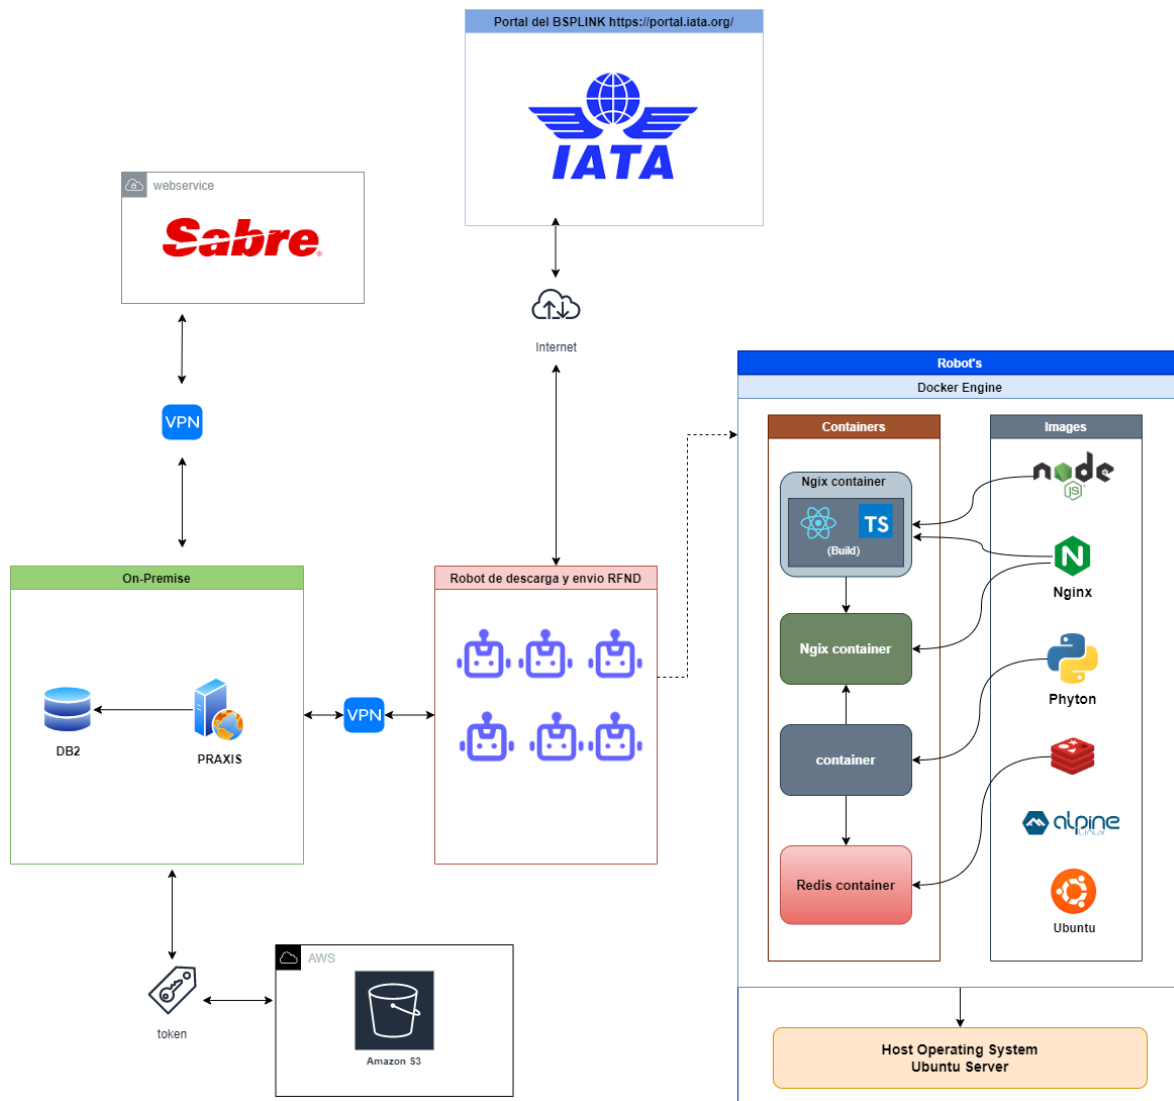 Portal del BSPLINK https://portal.iata.org/
IATA
webservice
Sabre
Internet
VPN
Robot's
Docker Engine
Containers
Images
Ngix container
TS
(Build)
node
JS
N
Nginx
On-Premise
Robot de descarga y envio RFND
Ngix container
Phyton
DB2
PRAXIS
VPN
container
alpine
LINUX
Redis container
Ubuntu
AWS
token
Amazon S3
Host Operating System
Ubuntu Server